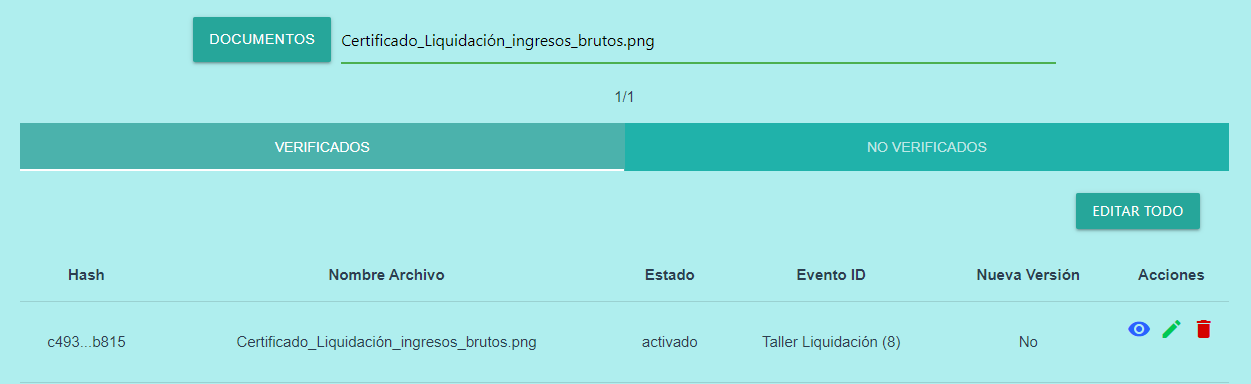 DOCUMENTOS Certificado_Liquidación_ingresos_brutos.png
1/1
VERIFICADOS NO VERIFICADOS
EDITAR TODO
Hash Nombre Archivo Estado Evento ID Nueva Versión Acciones
c493...b815 Certificado_Liquidación_ingresos_brutos.png activado Taller Liquidación (8) No